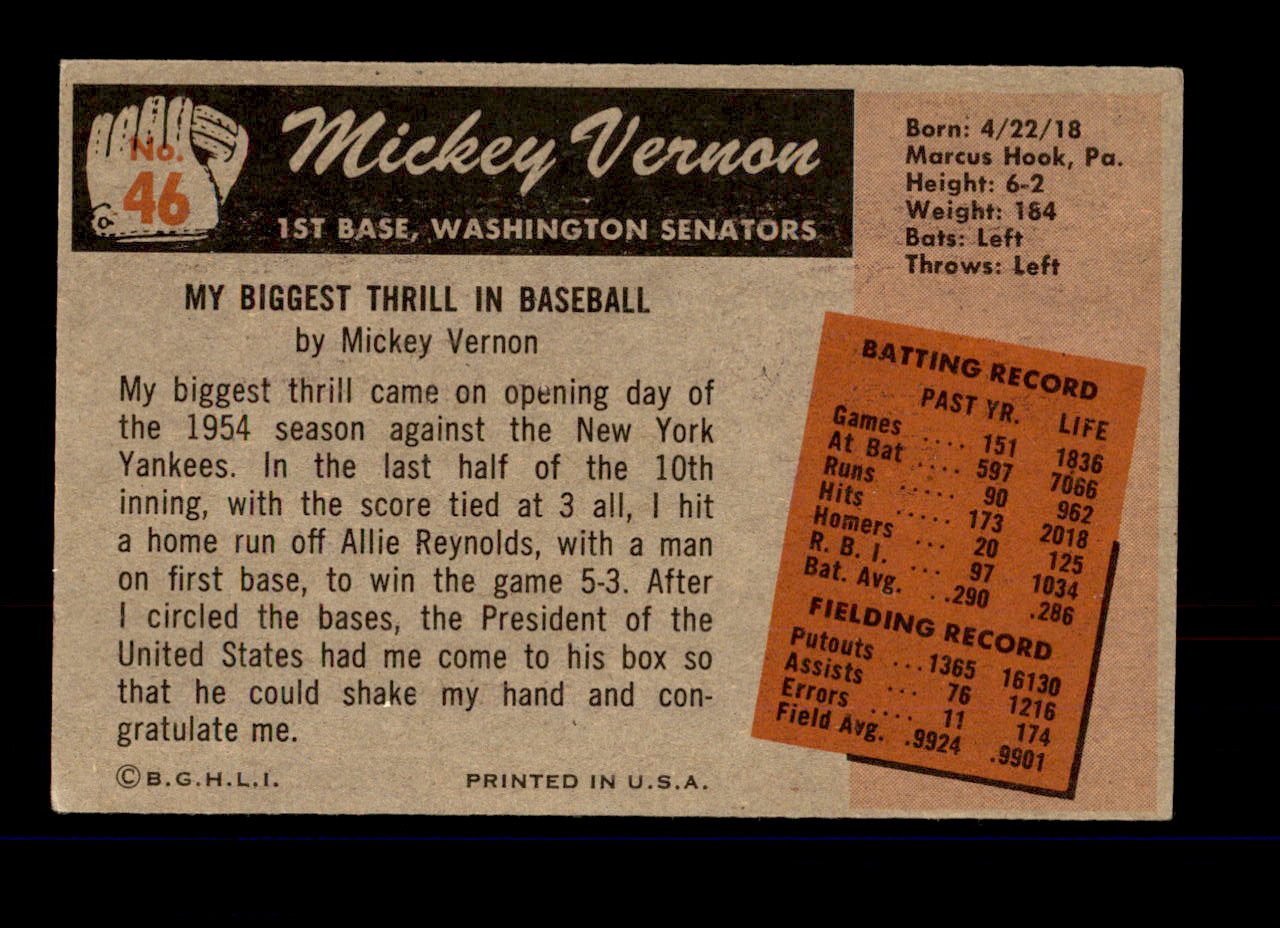 No.
46
Mickey Vernon
1ST BASE, WASHINGTON SENATORS
MY BIGGEST THRILL IN BASEBALL
by Mickey Vernon
My biggest thrill came on opening day of
the 1954 season against the New York
Yankees. In the last half of the 10th
inning, with the score tied at 3 all, I hit
a home run off Allie Reynolds, with a man
on first base, to win the game 5-3. After
I circled the bases, the President of the
United States had me come to his box so
that he could shake my hand and con-
gratulate me.
©B.G.H.L.I. PRINTED IN U.S.A.
Born: 4/22/18
Marcus Hook, Pa.
Height: 6-2
Weight: 184
Bats: Left
Throws: Left
BATTING RECORD
PAST YR. LIFE
Games .... 151 1836
At Bat .... 597 7066
Runs ..... 90 962
Hits ..... 173 2018
Homers ... 20 125
R. B. I. ... 97 1034
Bat. Avg. ..290 .286
FIELDING RECORD
Putouts ...1365 16130
Assists ... 76 1216
Errors .... 11 174
Field Avg. .9924 .9901